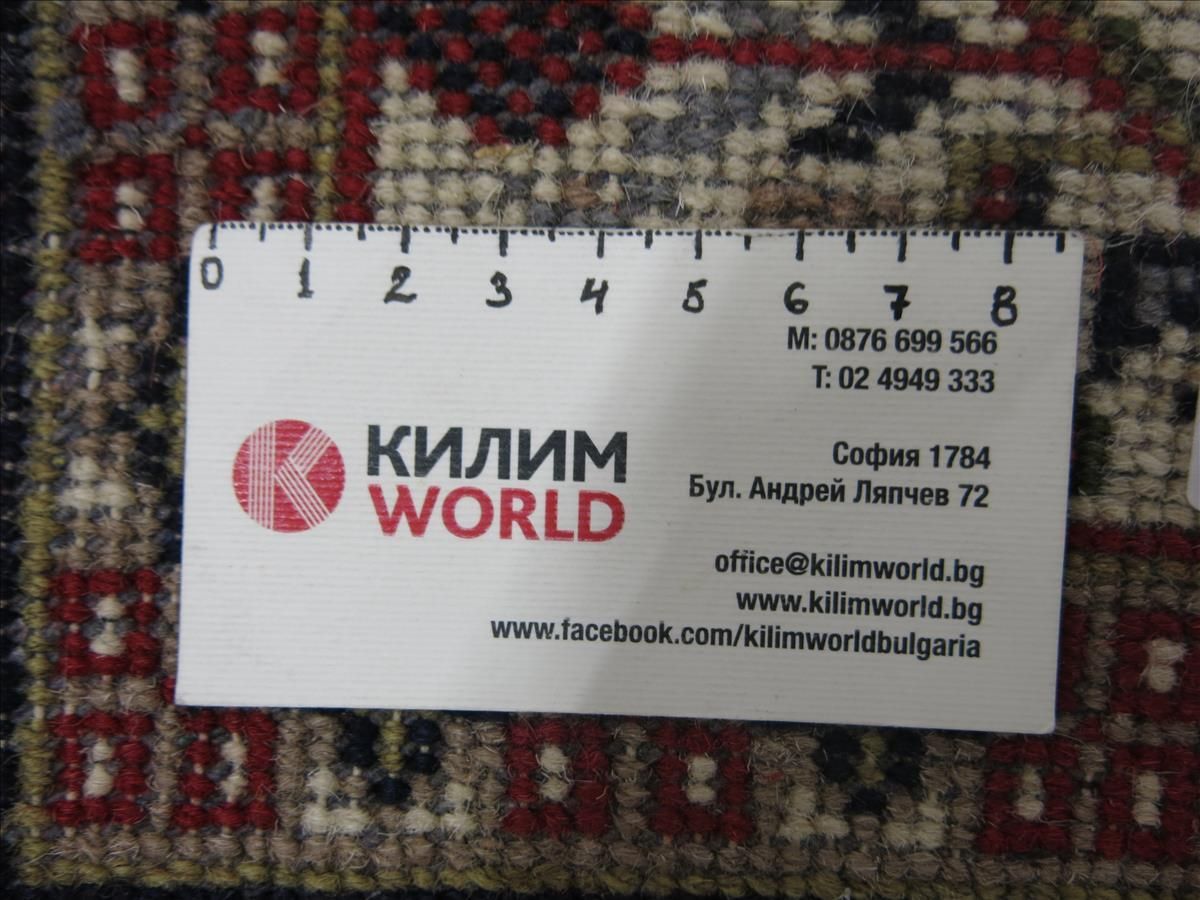 0 1 2 3 4 5 6 7 8
M: 0876 699 566
T: 02 4949 333
КИЛИМ
WORLD
София 1784
Бул. Андрей Ляпчев 72
office@kilimworld.bg
www.kilimworld.bg
www.facebook.com/kilimworldbulgaria